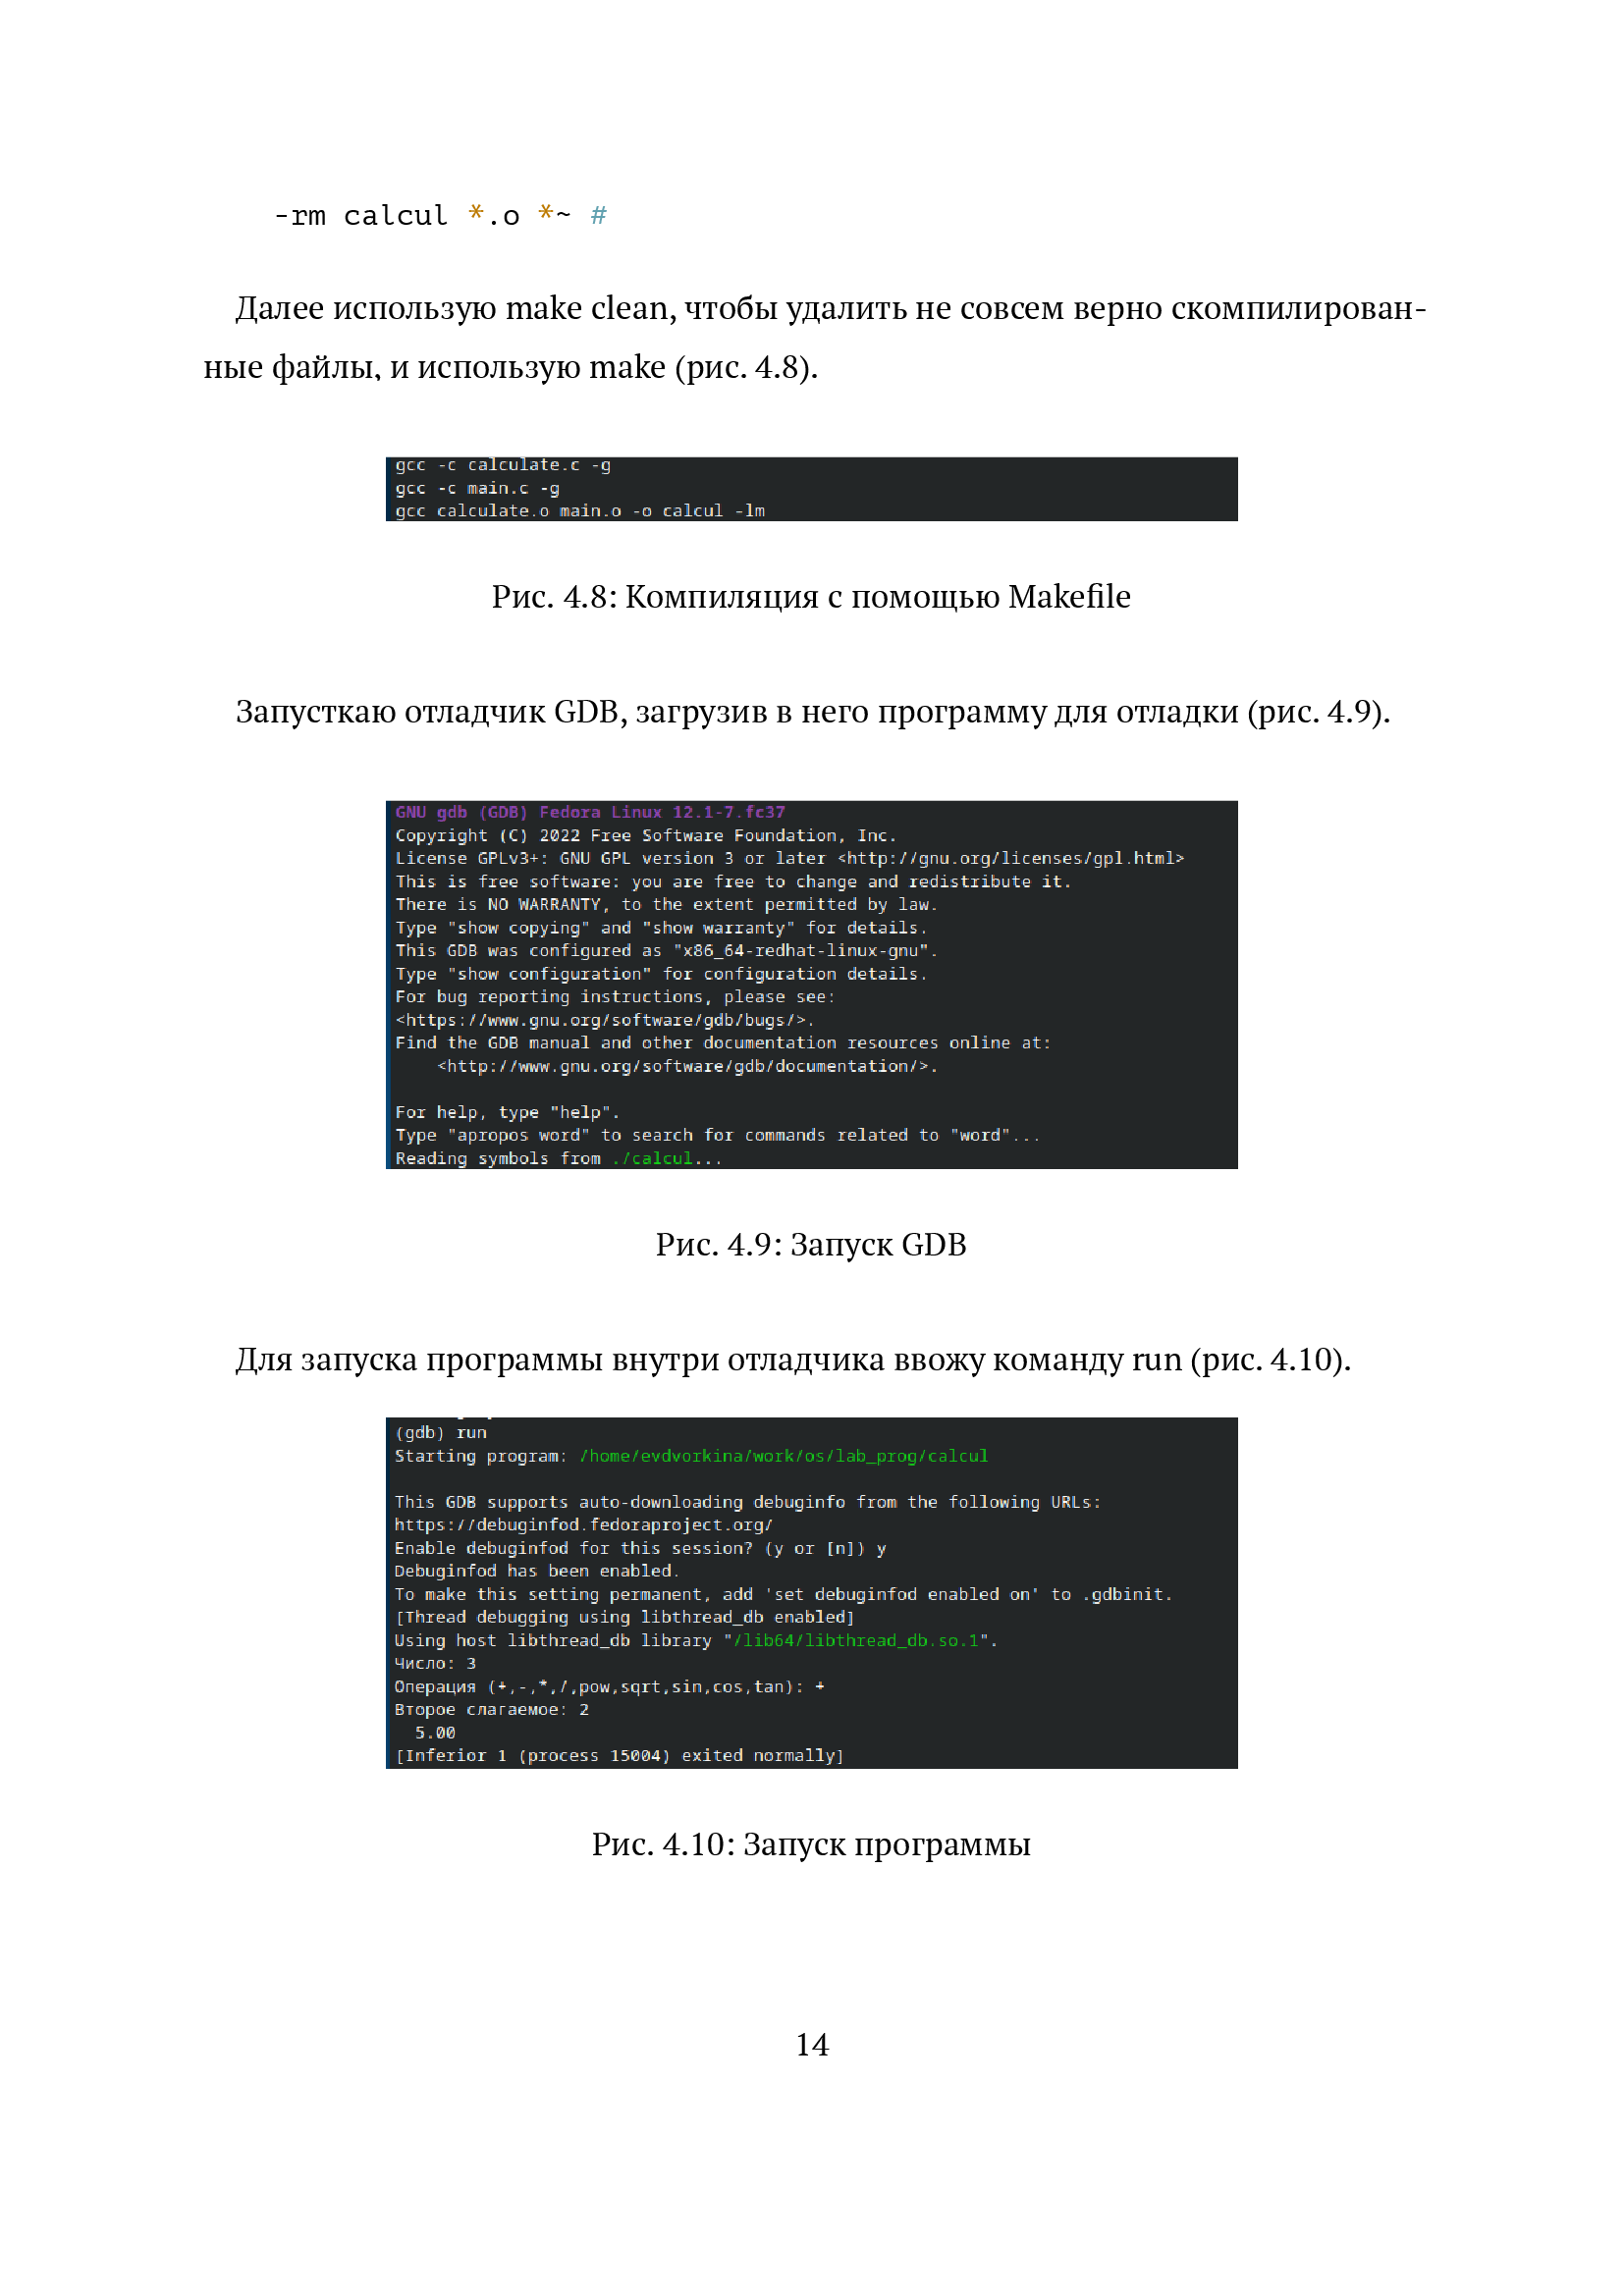 -rm calcul *.o *~ #
Далее использую make clean, чтобы удалить не совсем верно скомпилирован-
ные файлы, и использую make (рис. 4.8).
gcc -c calculate.c -g
gcc -c main.c -g
gcc calculate.o main.o -o calcul -lm
Рис. 4.8: Компиляция с помощью Makefile
Запусткаю отладчик GDB, загрузив в него программу для отладки (рис. 4.9).
GNU gdb (GDB) Fedora Linux 12.1-7.fc37
Copyright (C) 2022 Free Software Foundation, Inc.
License GPLv3+: GNU GPL version 3 or later <http://gnu.org/licenses/gpl.html>
This is free software: you are free to change and redistribute it.
There is NO WARRANTY, to the extent permitted by law.
Type "show copying" and "show warranty" for details.
This GDB was configured as "x86_64-redhat-linux-gnu".
Type "show configuration" for configuration details.
For bug reporting instructions, please see:
<https://www.gnu.org/software/gdb/bugs/>.
Find the GDB manual and other documentation resources online at:
    <http://www.gnu.org/software/gdb/documentation/>.
For help, type "help".
Type "apropos word" to search for commands related to "word"...
Reading symbols from ./calcul...
Рис. 4.9: Запуск GDB
Для запуска программы внутри отладчика ввожу команду run (рис. 4.10).
(gdb) run
Starting program: /home/evdvorkina/work/os/lab_prog/calcul
This GDB supports auto-downloading debuginfo from the following URLs:
https://debuginfod.fedoraproject.org/
Enable debuginfod for this session? (y or [n]) y
Debuginfod has been enabled.
To make this setting permanent, add 'set debuginfod enabled on' to .gdbinit.
[Thread debugging using libthread_db enabled]
Using host libthread_db library "/lib64/libthread_db.so.1".
Число: 3
Операция (+,-,*,/,pow,sqrt,sin,cos,tan): +
Второе слагаемое: 2
  5.00
[Inferior 1 (process 15004) exited normally]
Рис. 4.10: Запуск программы
14